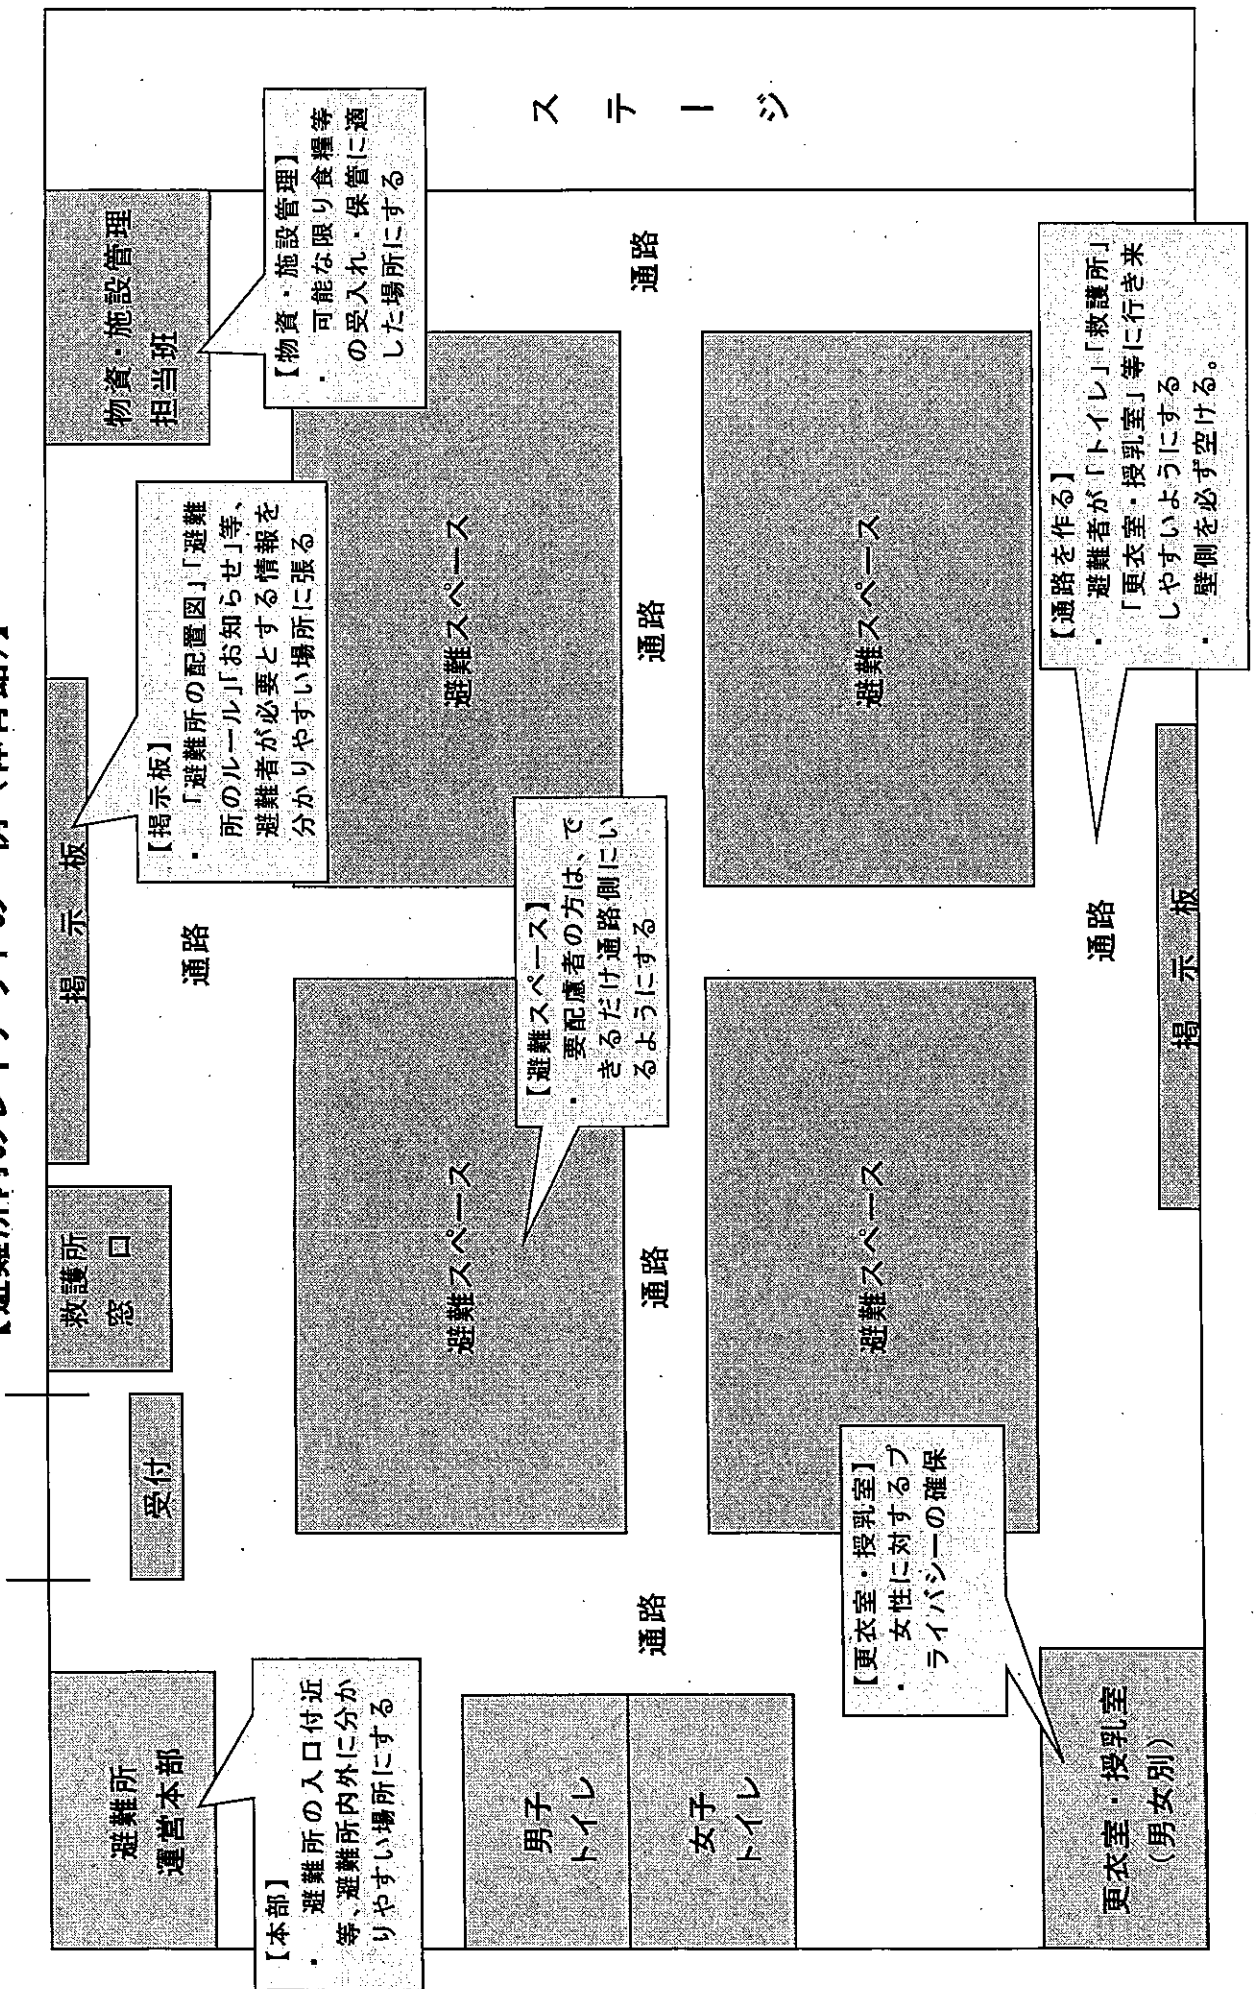 避難所
運営本部
受付
救護所
窓口
掲 示 板
物資・施設管理
担当班
【本部】
・ 避難所の入口付近
等、避難所内外に分か
りやすい場所にする
通路
【掲示板】
・ 「避難所の配置図」「避難
所のルール」「お知らせ」等、
避難者が必要とする情報を
分かりやすい場所に張る
【物資・施設管理】
・ 可能な限り食糧等
の受入れ・保管に適
した場所にする
避難スペース
避難スペース
【避難スペース】
・ 要配慮者の方は、で
きるだけ通路側にい
るようにする
男子
トイレ
女子
トイレ
通路
通路
通路
通路
ステージ
避難スペース
避難スペース
【更衣室・授乳室】
・ 女性に対するプ
ライバシーの確保
【通路を作る】
・ 避難者が「トイレ」「救護所」
「更衣室・授乳室」等に行き来
しやすいようにする
・ 壁側を必ず空ける。
更衣室・授乳室
（男女別）
通路
掲 示 板